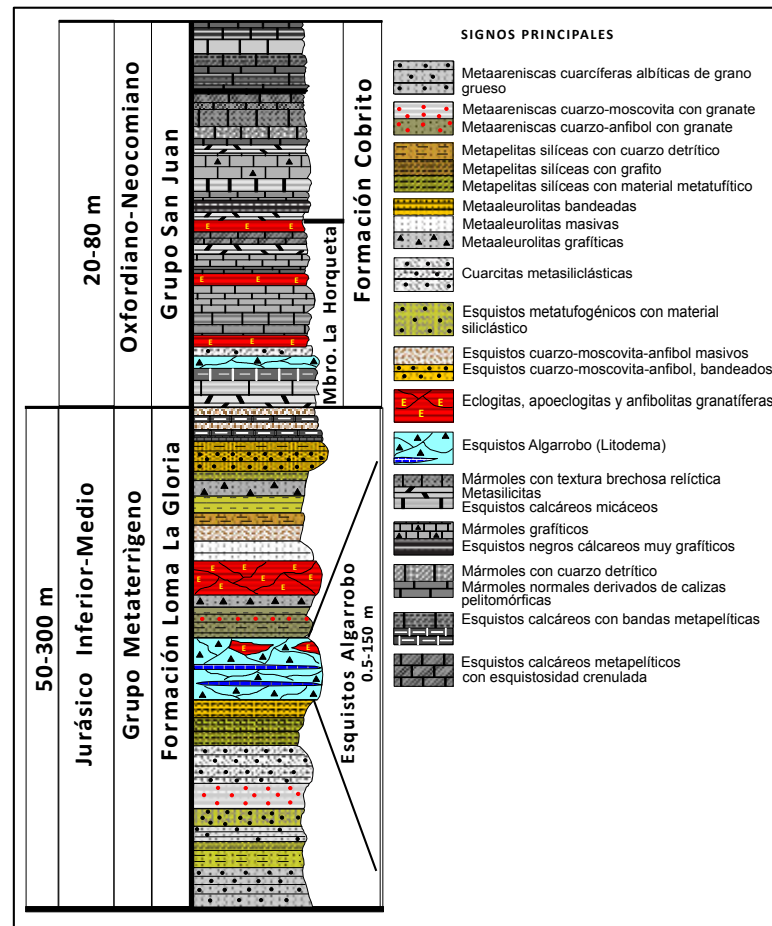 20-80 m
Oxfordiano-Neocomiano
Grupo San Juan
Mbro. La Horqueta
Formación Cobrito
50-300 m
Jurásico Inferior-Medio
Grupo Metaterrìgeno
Formación Loma La Gloria
Esquistos Algarrobo
0.5-150 m
E E E
E E E
E E E
E E E
E
E E
E E
E E
SIGNOS PRINCIPALES
Metaareniscas cuarcíferas albíticas de grano
grueso
Metaareniscas cuarzo-moscovita con granate
Metaareniscas cuarzo-anfibol con granate
Metapelitas silíceas con cuarzo detrítico
Metapelitas silíceas con grafito
Metapelitas silíceas con material metatufítico
Metaaleurolitas bandeadas
Metaaleurolitas masivas
Metaaleurolitas grafíticas
Cuarcitas metasiliclásticas
Esquistos metatufogénicos con material
siliclástico
Esquistos cuarzo-moscovita-anfibol masivos
Esquistos cuarzo-moscovita-anfibol, bandeados
E E
E
Eclogitas, apoeclogitas y anfibolitas granatíferas
Esquistos Algarrobo (Litodema)
Mármoles con textura brechosa relíctica
Metasilicitas
Esquistos calcáreos micáceos
Mármoles grafíticos
Esquistos negros cálcareos muy grafíticos
Mármoles con cuarzo detrítico
Mármoles normales derivados de calizas
pelitomórficas
Esquistos calcáreos con bandas metapelíticas
Esquistos calcáreos metapelíticos
con esquistosidad crenulada